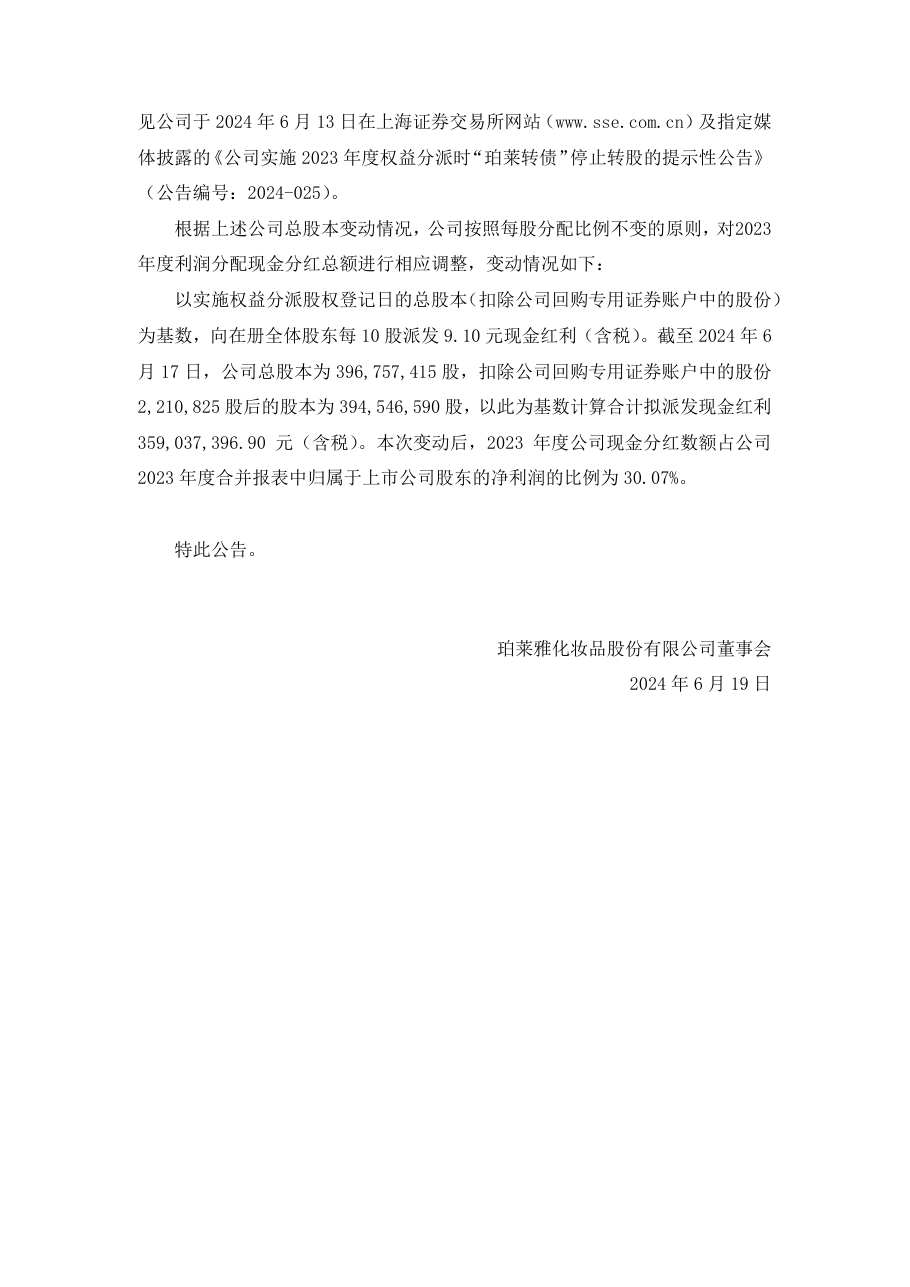 见公司于 2024 年 6 月 13 日在上海证券交易所网站（www.sse.com.cn）及指定媒
体披露的《公司实施 2023 年度权益分派时“珀莱转债”停止转股的提示性公告》
（公告编号：2024-025）。
根据上述公司总股本变动情况，公司按照每股分配比例不变的原则，对2023
年度利润分配现金分红总额进行相应调整，变动情况如下：
以实施权益分派股权登记日的总股本（扣除公司回购专用证券账户中的股份）
为基数，向在册全体股东每 10 股派发 9.10 元现金红利（含税）。截至 2024 年 6
月 17 日，公司总股本为 396,757,415 股，扣除公司回购专用证券账户中的股份
2,210,825 股后的股本为 394,546,590 股，以此为基数计算合计拟派发现金红利
359,037,396.90 元（含税）。本次变动后，2023 年度公司现金分红数额占公司
2023 年度合并报表中归属于上市公司股东的净利润的比例为 30.07%。
特此公告。
珀莱雅化妆品股份有限公司董事会
2024 年 6 月 19 日